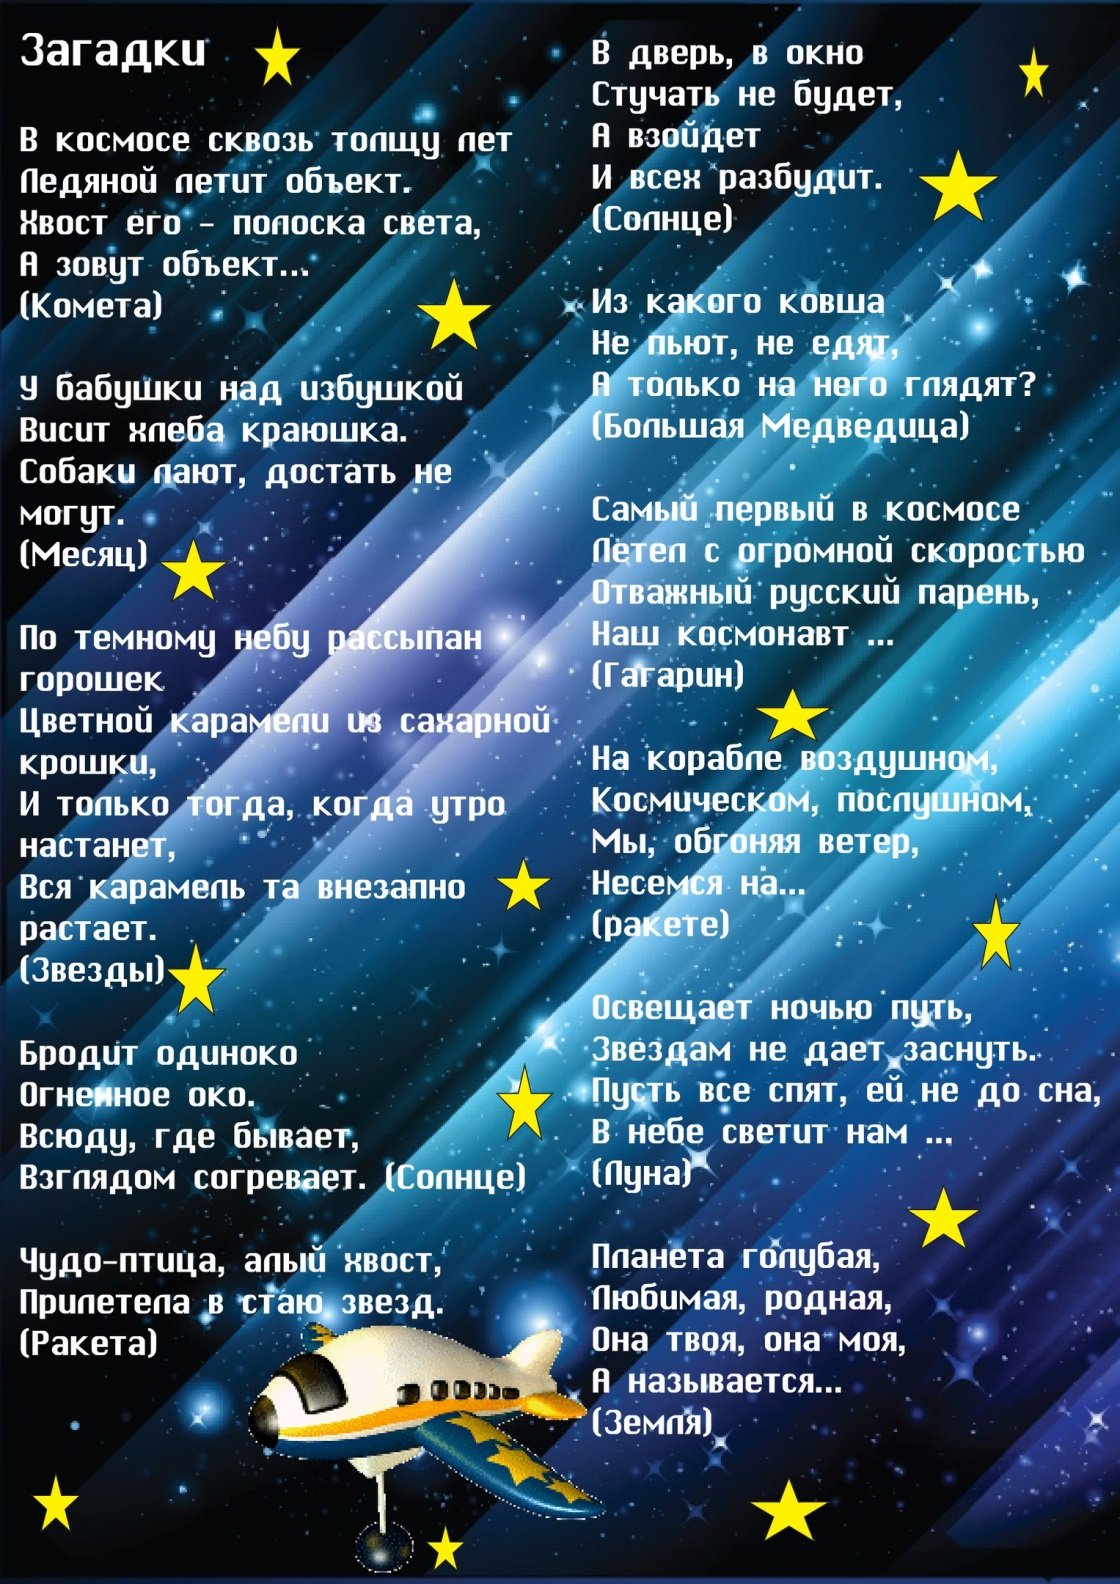 Загадки
В космосе сквозь толщу лет
Ледяной летит объект.
Хвост его - полоска света,
А зовут объект...
(Комета)
У бабушки над избушкой
Висит хлеба краюшка.
Собаки лают, достать не
могут.
(Месяц)
По темному небу рассыпан
горошек
Цветной карамели из сахарной
крошки,
И только тогда, когда утро
настанет,
Вся карамель та внезапно
растает.
(Звезды)
Бродит одиноко
Огненное око.
Всюду, где бывает,
Взглядом согревает. (Солнце)
Чудо-птица, алый хвост,
Прилетела в стаю звезд.
(Ракета)
В дверь, в окно
Стучать не будет,
А взойдет
И всех разбудит.
(Солнце)
Из какого ковша
Не пьют, не едят,
А только на него глядят?
(Большая Медведица)
Самый первый в космосе
Летел с огромной скоростью
Отважный русский парень,
Наш космонавт ...
(Гагарин)
На корабле воздушном,
Космическом, послушном,
Мы, обгоняя ветер,
Несемся на...
(ракете)
Освещает ночью путь,
Звездам не дает заснуть.
Пусть все спят, ей не до сна,
В небе светит нам ...
(Луна)
Планета голубая,
Любимая, родная,
Она твоя, она моя,
А называется...
(Земля)